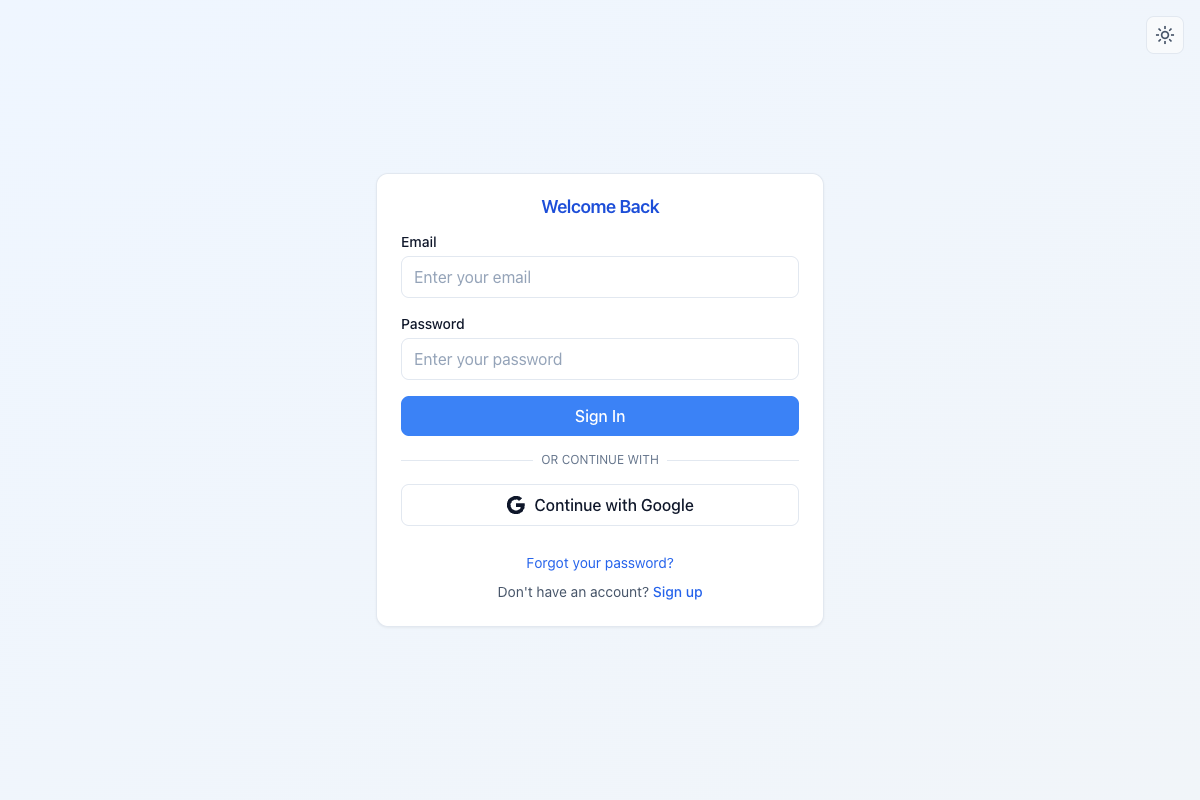 Welcome Back
Email
Enter your email
Password
Enter your password
Sign In
OR CONTINUE WITH
Continue with Google
Forgot your password?
Don't have an account? Sign up